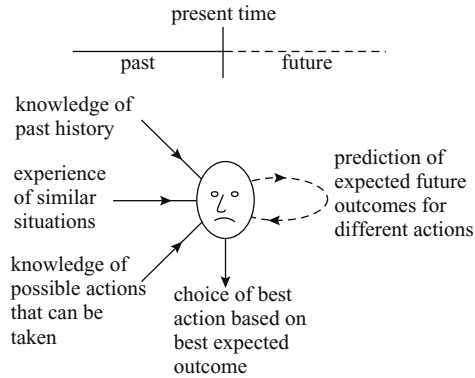 present time
past
future
knowledge of
past history
experience
of similar
situations
knowledge of
possible actions
that can be
taken
prediction of
expected future
outcomes for
different actions
choice of best
action based on
best expected
outcome